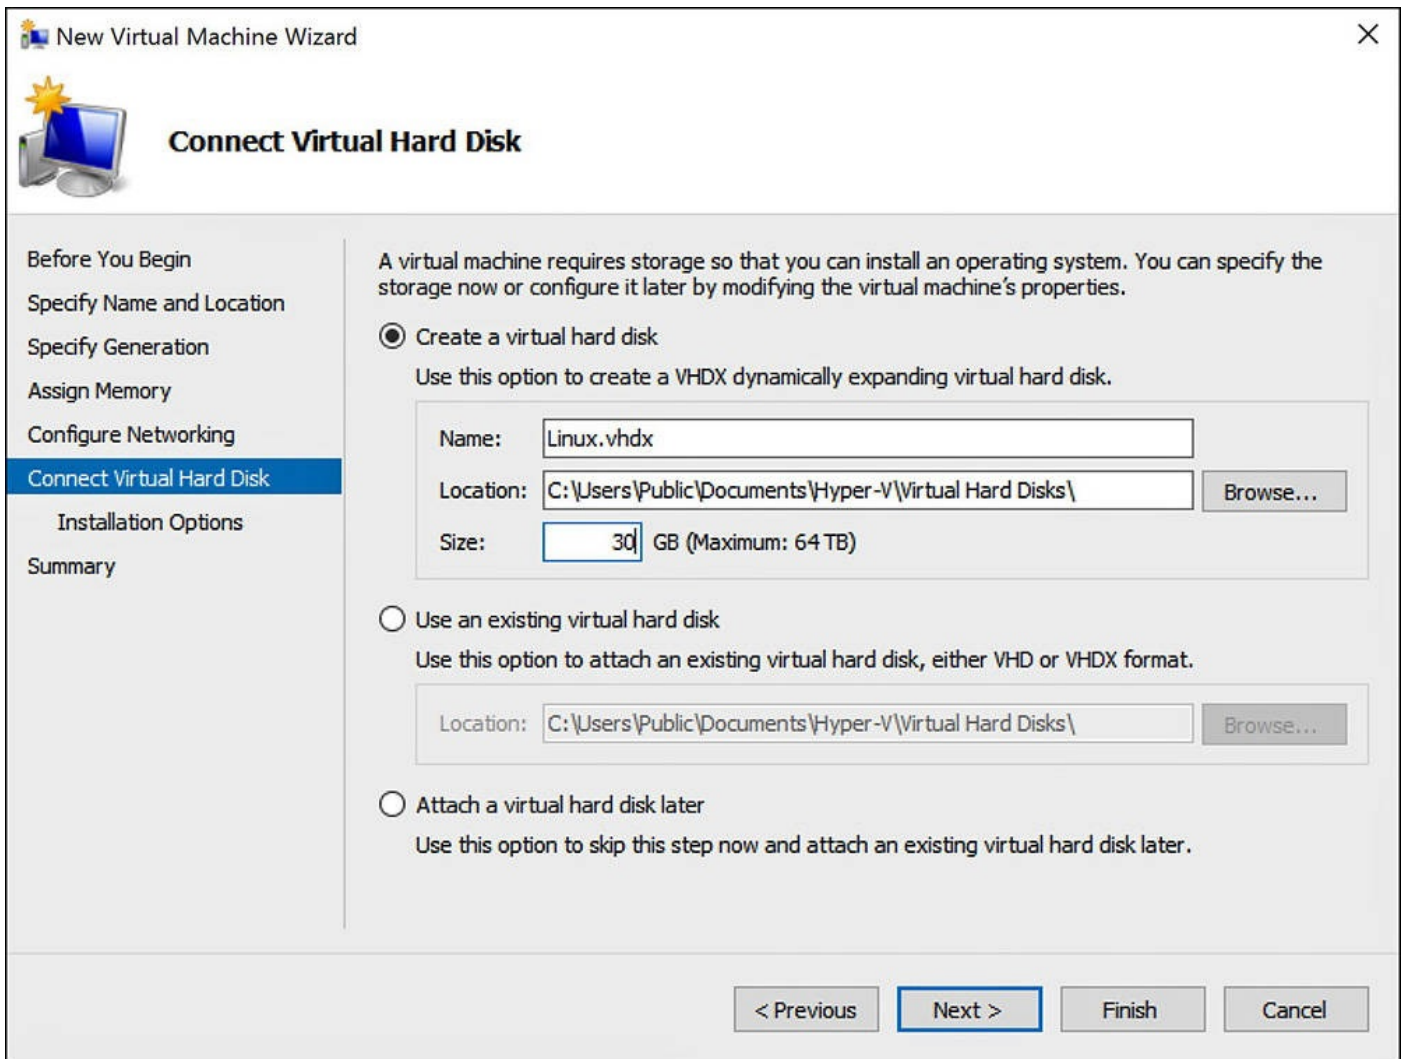 New Virtual Machine Wizard
Connect Virtual Hard Disk
Before You Begin
Specify Name and Location
Specify Generation
Assign Memory
Configure Networking
Connect Virtual Hard Disk
Installation Options
Summary
A virtual machine requires storage so that you can install an operating system. You can specify the
storage now or configure it later by modifying the virtual machine's properties.
Create a virtual hard disk
Use this option to create a VHDX dynamically expanding virtual hard disk.
Name: Linux.vhdx
Location: C:\Users\Public\Documents\Hyper-V\Virtual Hard Disks\ Browse...
Size: 30 GB (Maximum: 64 TB)
Use an existing virtual hard disk
Use this option to attach an existing virtual hard disk, either VHD or VHDX format.
Location: C:\Users\Public\Documents\Hyper-V\Virtual Hard Disks\ Browse...
Attach a virtual hard disk later
Use this option to skip this step now and attach an existing virtual hard disk later.
< Previous Next > Finish Cancel